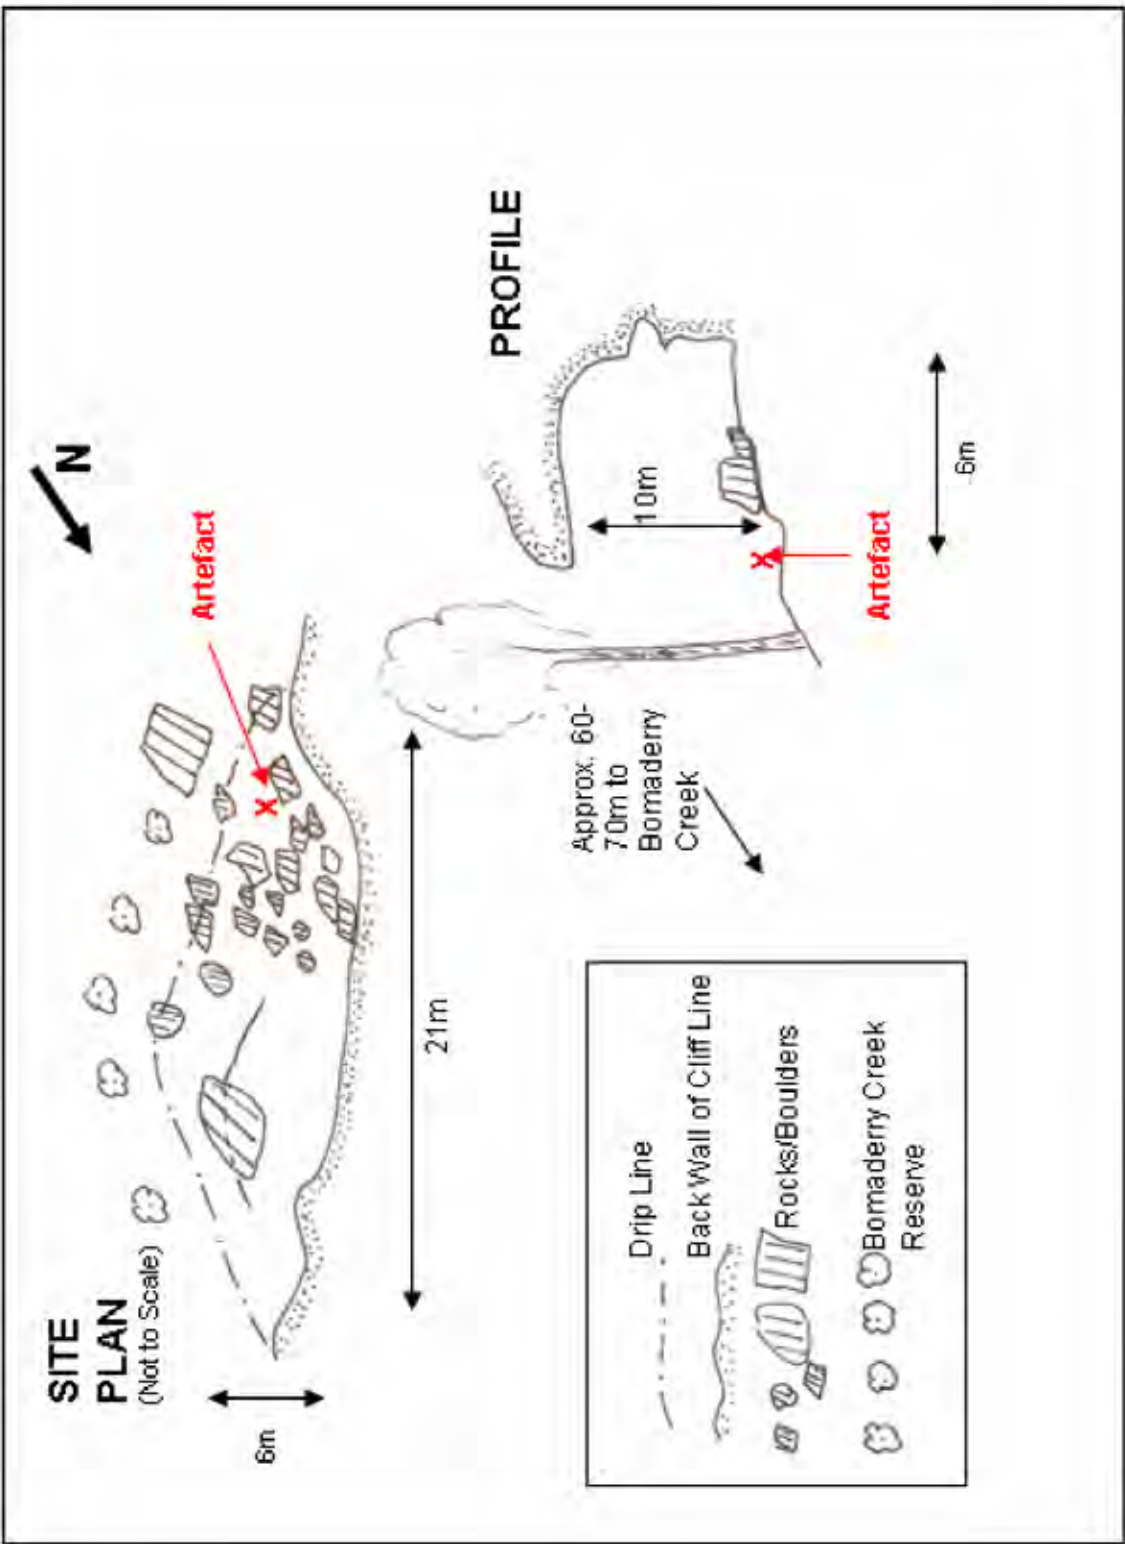 SITE
PLAN
(Not to Scale)
6m
21m
Artefact
N
PROFILE
10m
6m
Artefact
Approx. 60-
70m to
Bomaderry
Creek
Drip Line
Back Wall of Cliff Line
Rocks/Boulders
Bomaderry Creek
Reserve